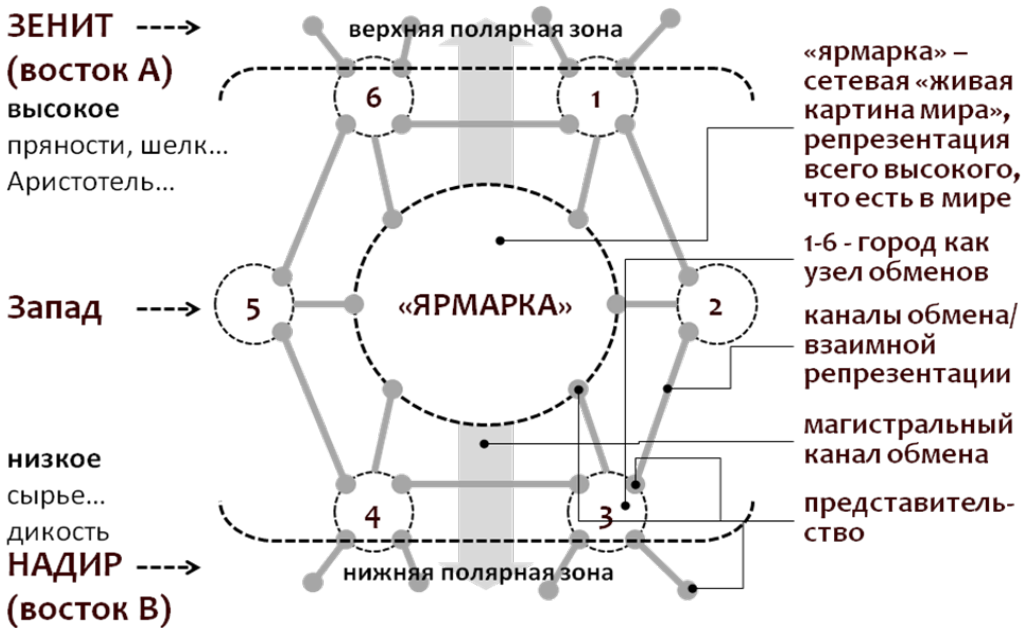 ЗЕНИТ
(восток А)
высокое
пряности, шелк...
Аристотель...
Запад
низкое
сырье...
дикость
НАДИР
(восток В)
верхняя полярная зона
6
1
5
«ЯРМАРКА»
2
4
3
нижняя полярная зона
«ярмарка» –
сетевая «живая
картина мира»,
репрезентация
всего высокого,
что есть в мире
1-6 - город как
узел обменов
каналы обмена/
взаимной
репрезентации
магистральный
канал обмена
представитель-
ство